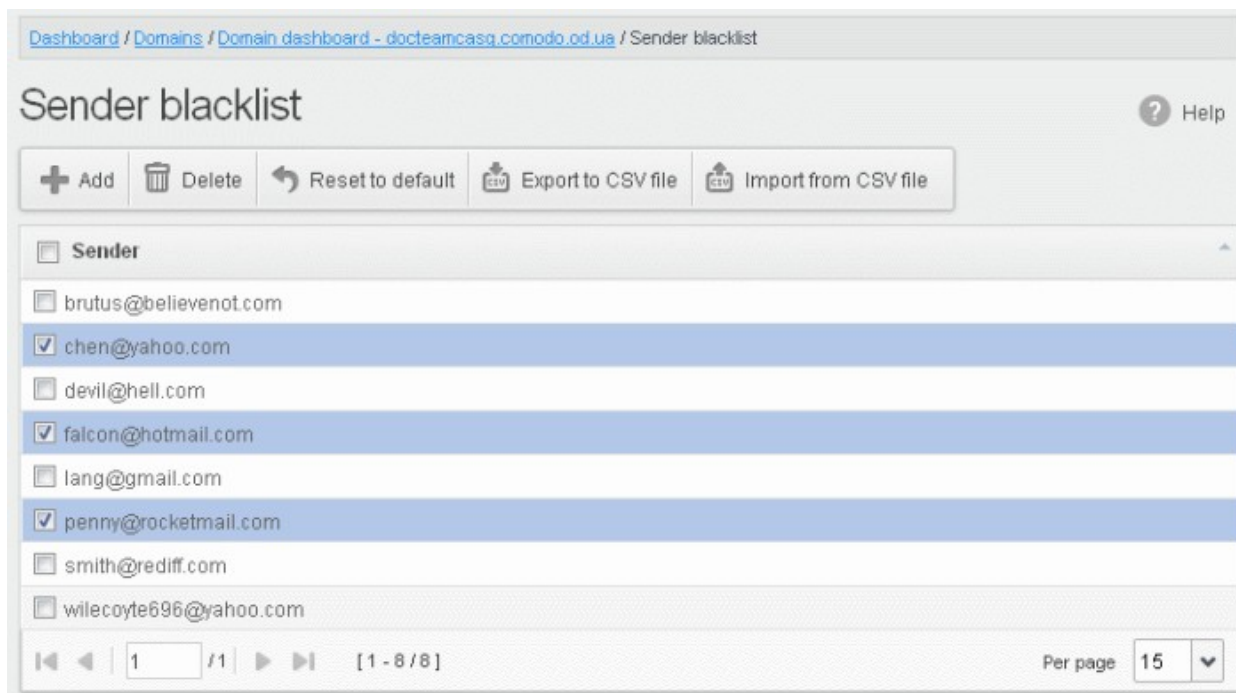 Dashboard / Domains / Domain dashboard - docteamcasg.comodo.od.ua / Sender blacklist
Sender blacklist
Help
Add Delete Reset to default CSV Export to CSV file CSV Import from CSV file
Sender
brutus@believenot.com
chen@yahoo.com
devil@hell.com
falcon@hotmail.com
lang@gmail.com
penny@rocketmail.com
smith@rediff.com
wilecoyte696@yahoo.com
1 /1 [1 - 8 / 8] Per page 15